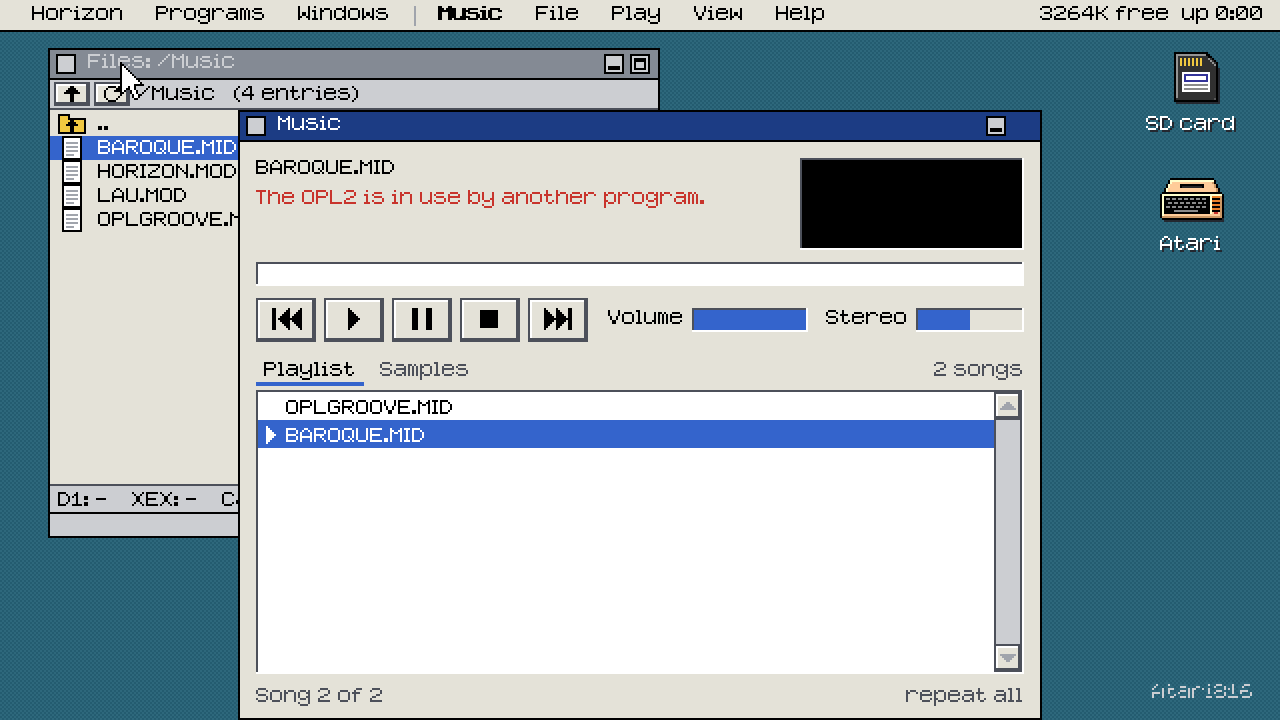 Horizon Programs Windows Music File Play View Help 3264K free up 0:00
Files: /Music
/Music (4 entries)
..
BAROQUE.MID
HORIZON.MOD
LAU.MOD
OPLGROOVE.M
D1: - XEX: -
Music
BAROQUE.MID
The OPL2 is in use by another program.
Volume Stereo
Playlist Samples 2 songs
OPLGROOVE.MID
BAROQUE.MID
Song 2 of 2 repeat all
SD card
Atari
Atari816